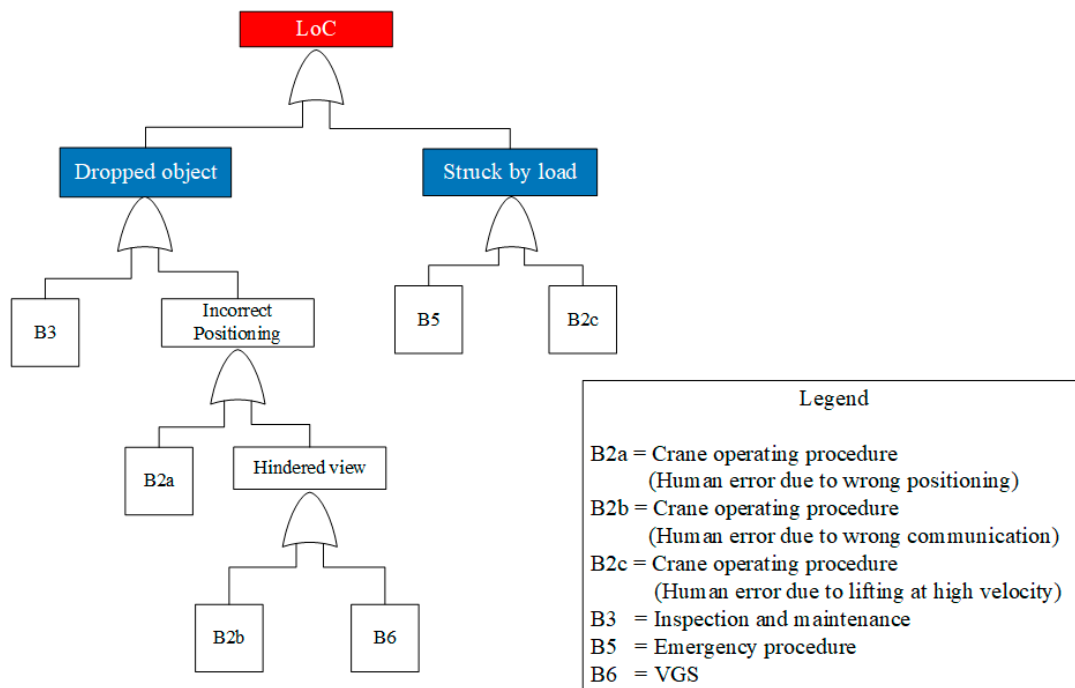 LoC
Dropped object
Struck by load
B3
Incorrect
Positioning
B5
B2c
B2a
Hindered view
B2b
B6
Legend
B2a = Crane operating procedure
(Human error due to wrong positioning)
B2b = Crane operating procedure
(Human error due to wrong communication)
B2c = Crane operating procedure
(Human error due to lifting at high velocity)
B3 = Inspection and maintenance
B5 = Emergency procedure
B6 = VGS